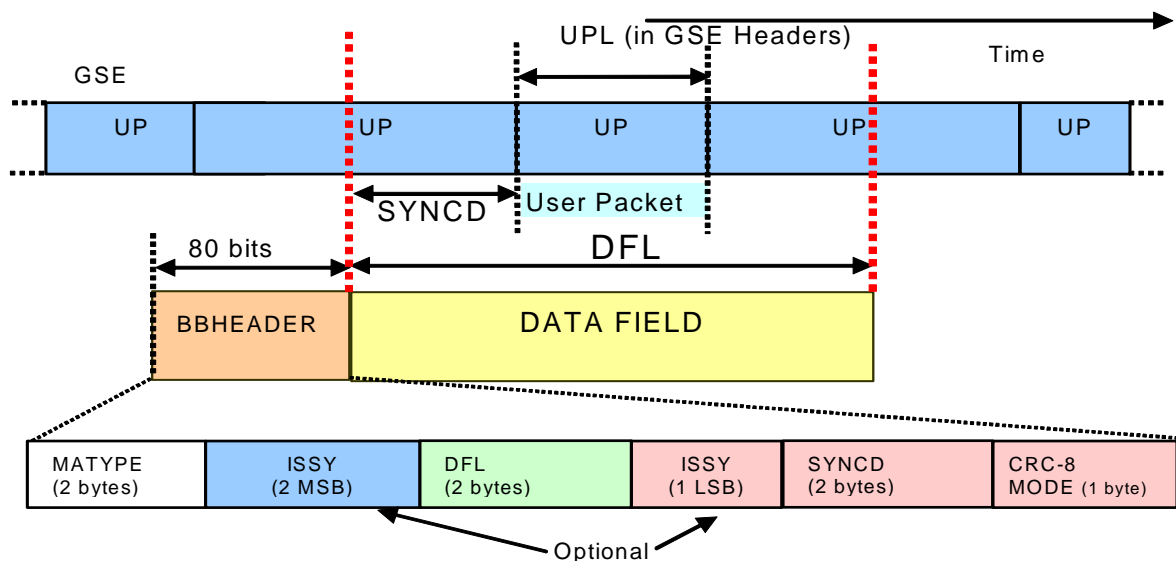 UPL (in GSE Headers)
Time
GSE
UP
UP
UP
UP
UP
SYNCD
User Packet
80 bits
DFL
BBHEADER
DATA FIELD
MATYPE
(2 bytes)
ISSY
(2 MSB)
DFL
(2 bytes)
ISSY
(1 LSB)
SYNCD
(2 bytes)
CRC-8
MODE (1 byte)
Optional